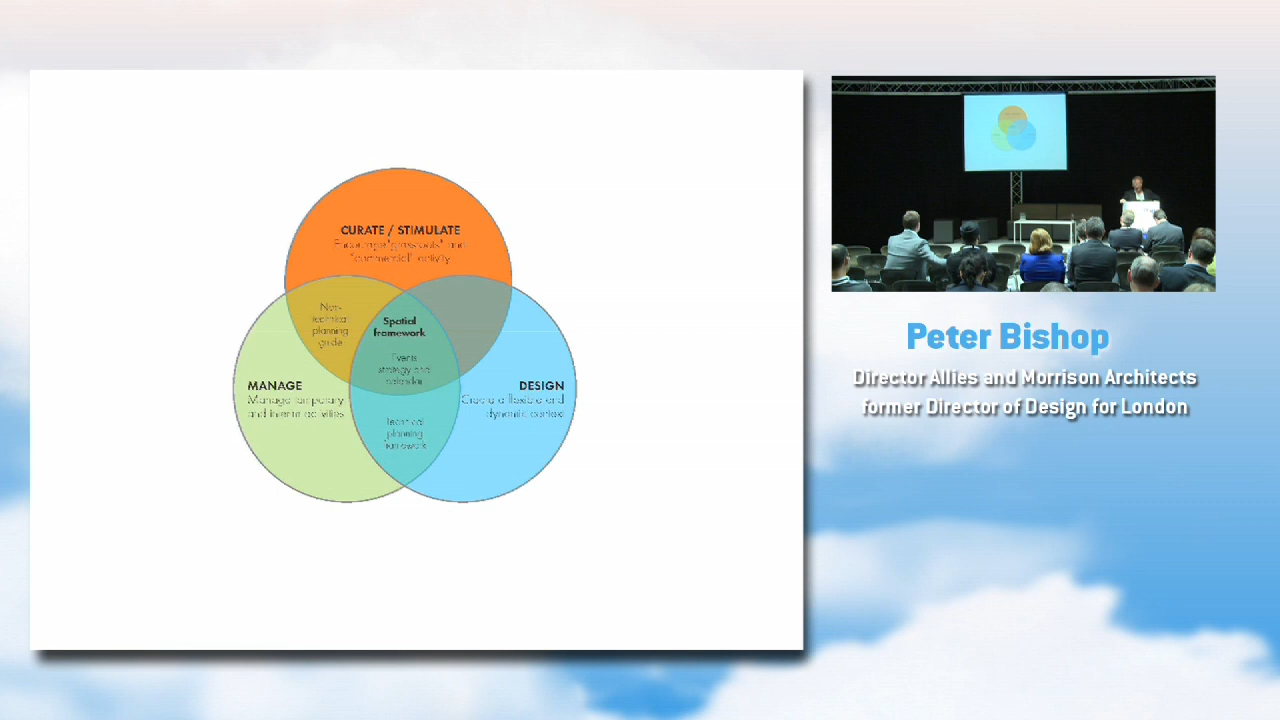 CURATE / STIMULATE
Encourage "grassroots" and
"commercial" activity
Non-
technical
planning
guide
Spatial
framework
Events
strategy and
calendar
MANAGE
Manage temporary
and interim activities
DESIGN
Create a flexible and
dynamic context
Technical
planning
framework
Peter Bishop
Director Allies and Morrison Architects
former Director of Design for London